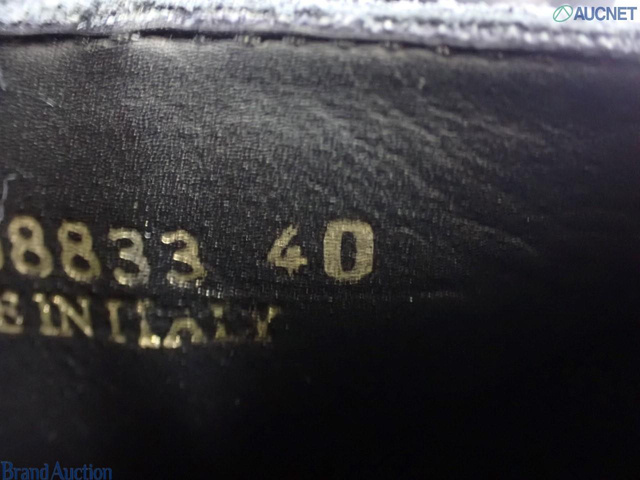 AUCNET
8833 40
E IN ITALY
Brand Auction